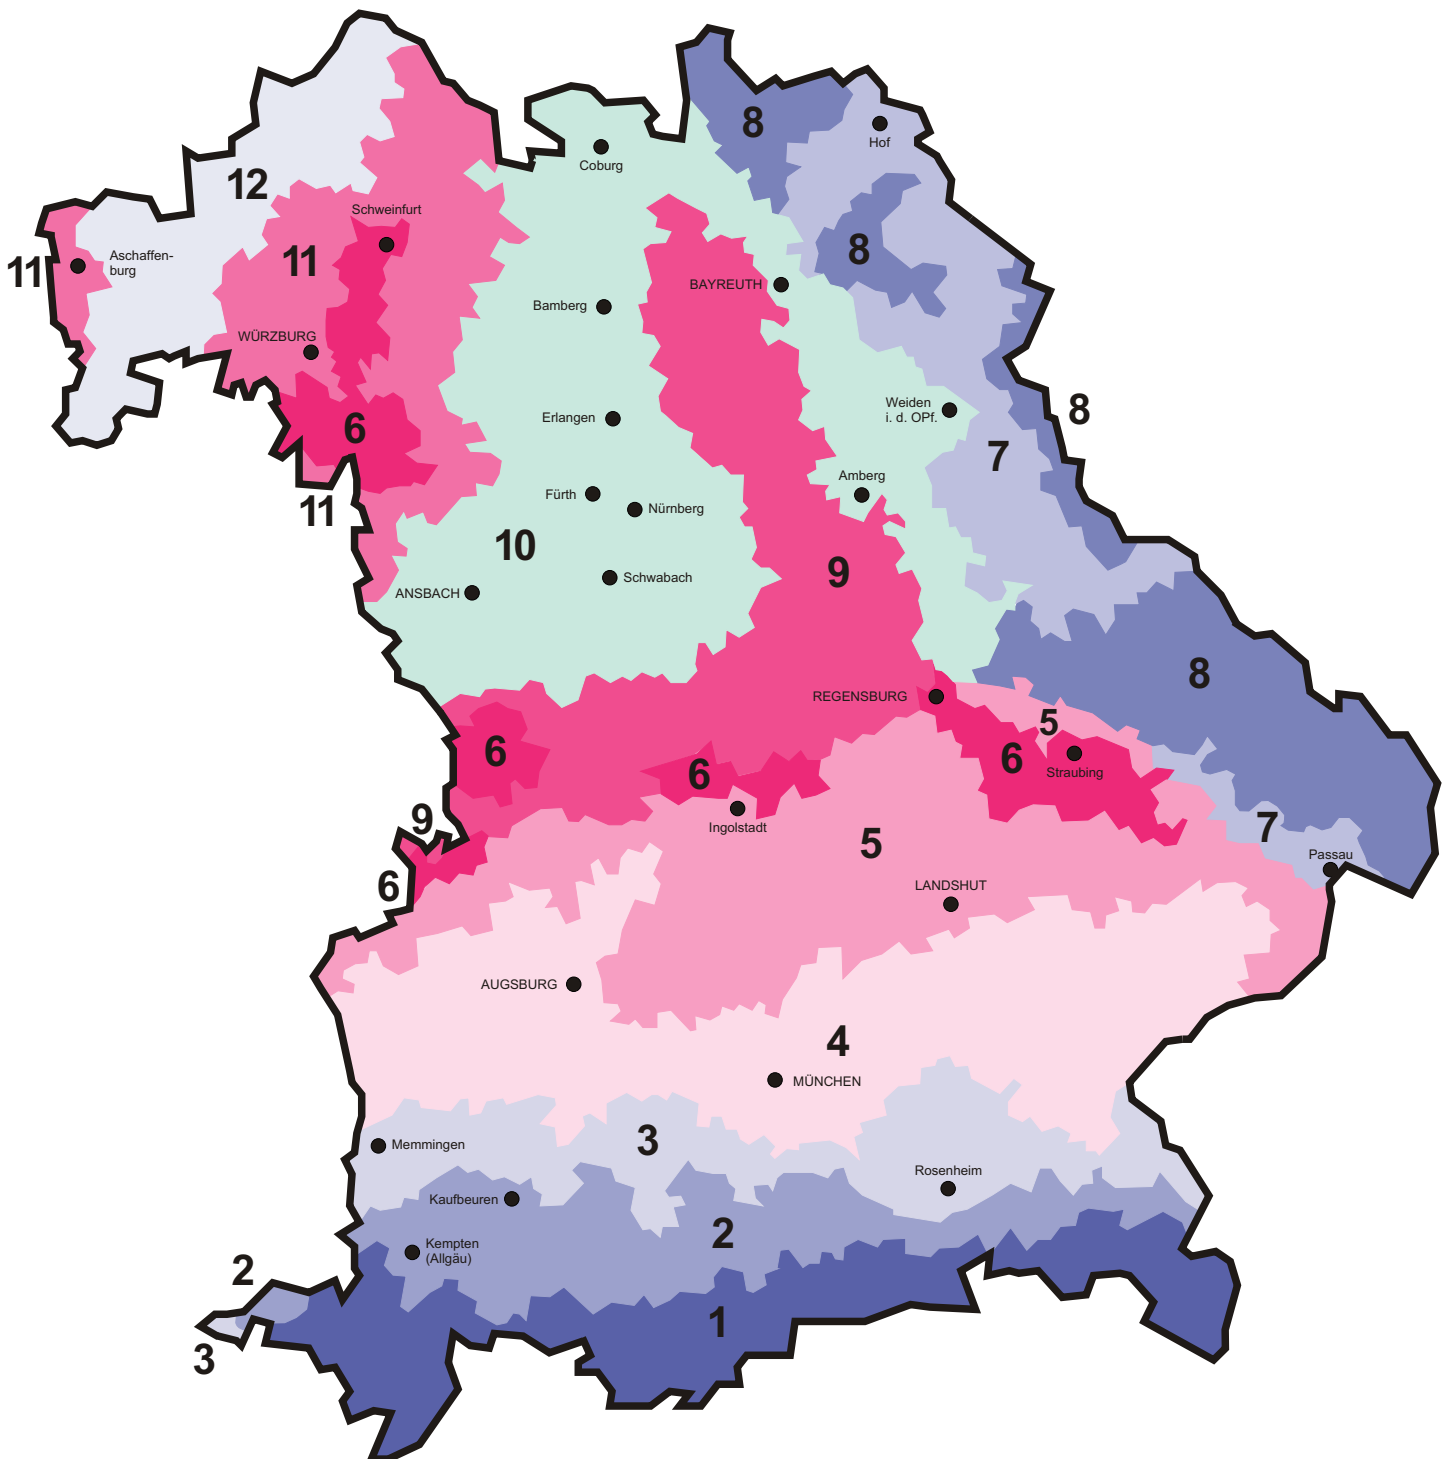 8
Hof
Coburg
12
Schweinfurt
11
Aschaffen-
burg
11
8
BAYREUTH
Bamberg
WÜRZBURG
Weiden
i. d. OPf.
8
Erlangen
6
7
Amberg
Fürth
Nürnberg
11
10
9
Schwabach
ANSBACH
8
REGENSBURG
5
6
6
6
Straubing
9
Ingolstadt
7
5
Passau
6
LANDSHUT
AUGSBURG
4
MÜNCHEN
3
Memmingen
Rosenheim
Kaufbeuren
2
Kempten
(Allgäu)
2
1
3